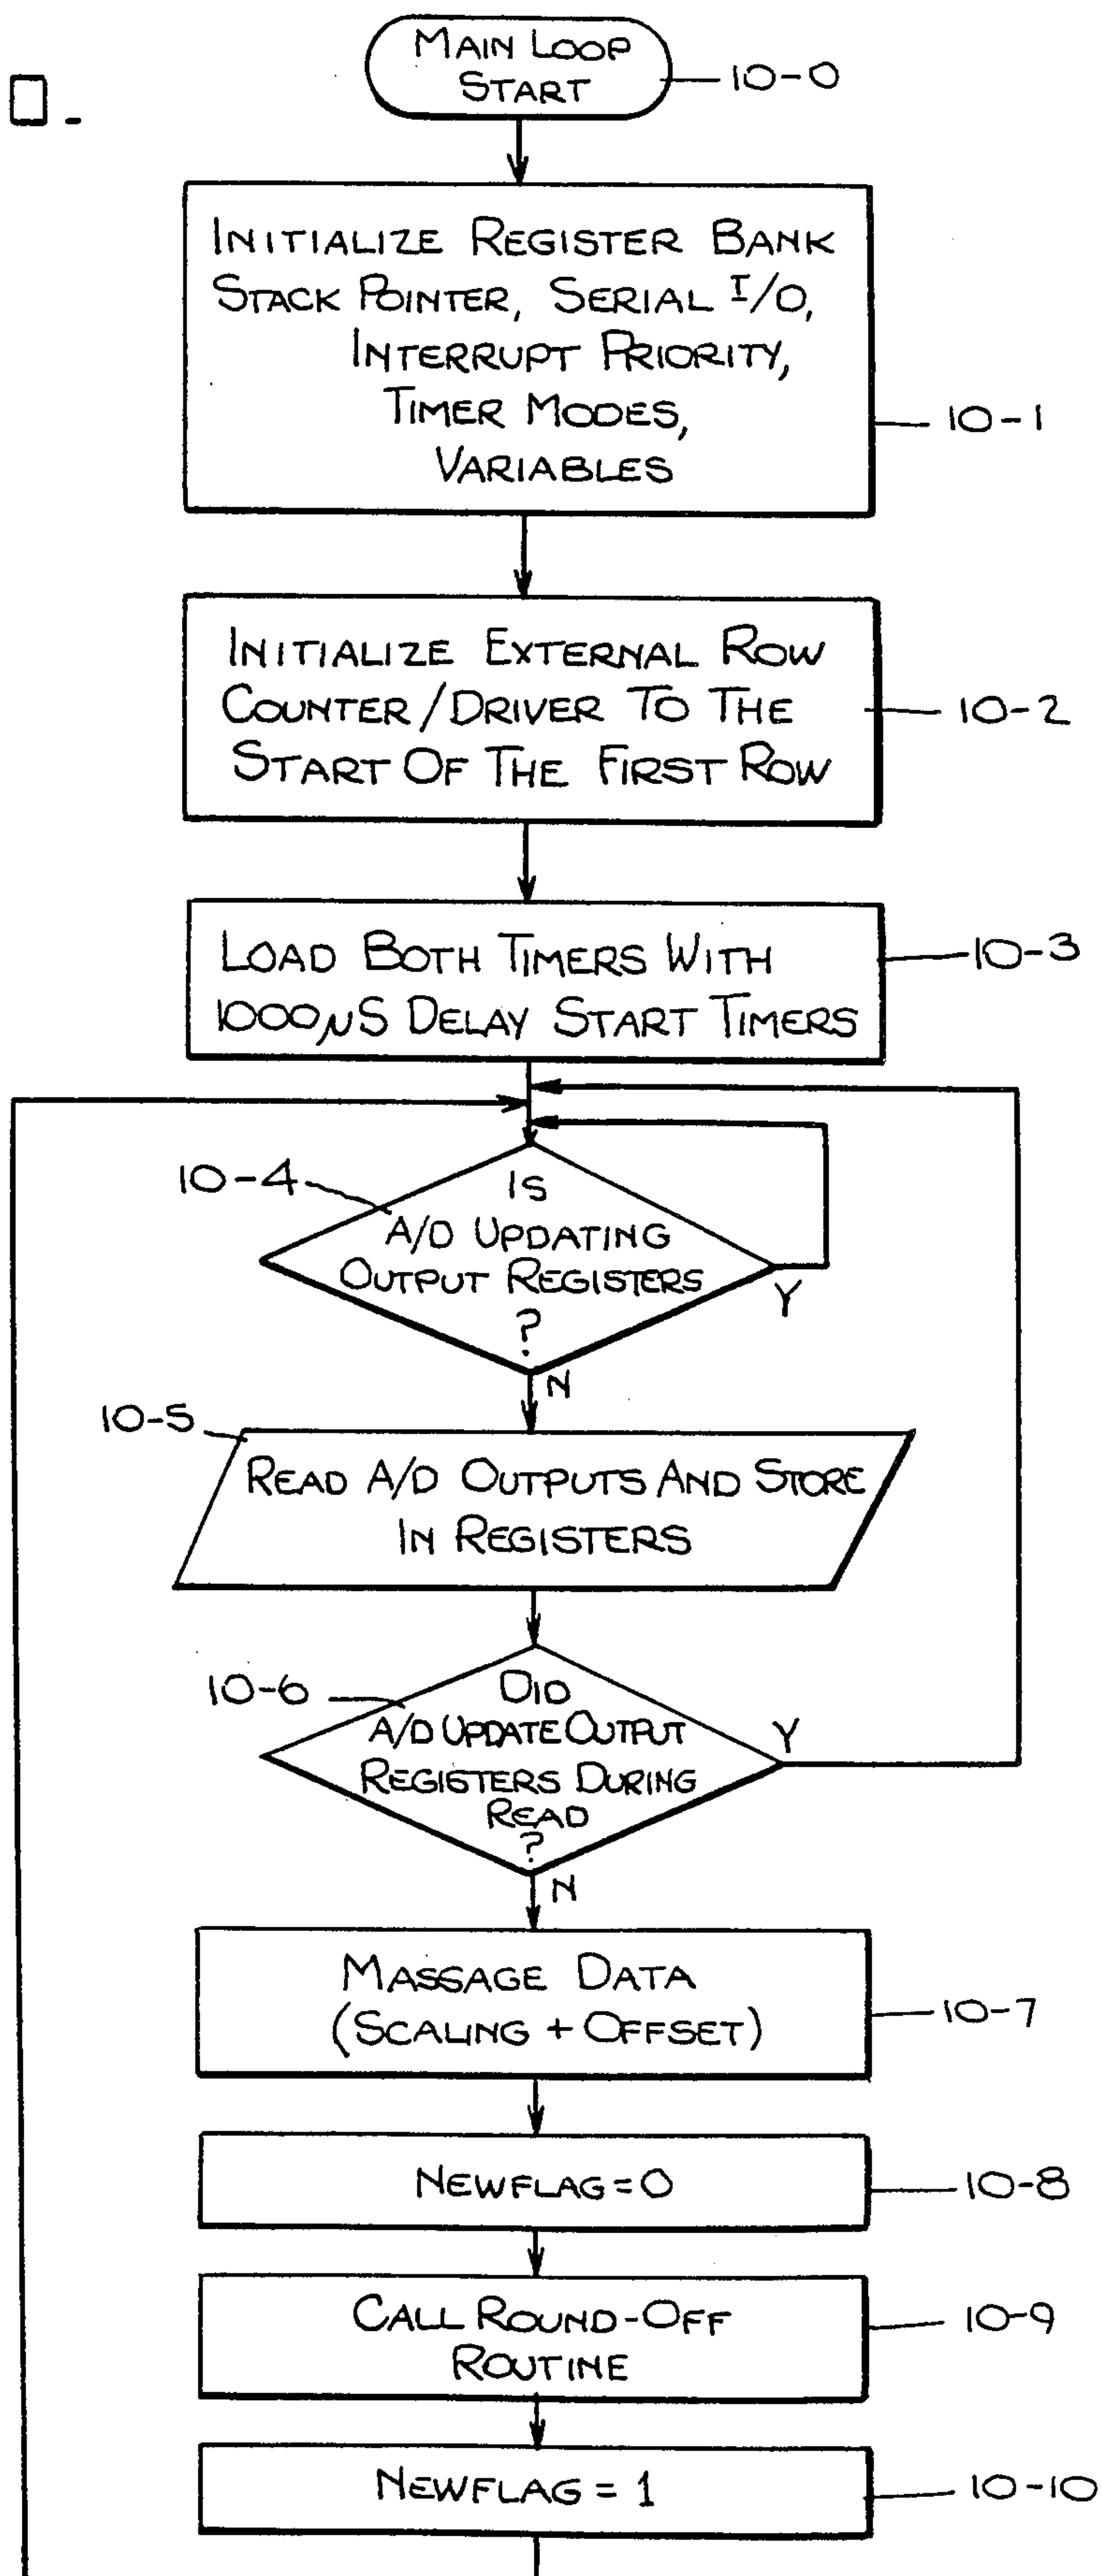 MAIN LOOP
START
10-0
INITIALIZE REGISTER BANK
STACK POINTER, SERIAL I/O,
INTERRUPT PRIORITY,
TIMER MODES,
VARIABLES
10-1
INITIALIZE EXTERNAL ROW
COUNTER/DRIVER TO THE
START OF THE FIRST ROW
10-2
LOAD BOTH TIMERS WITH
1000µS DELAY START TIMERS
10-3
10-4
IS
A/D UPDATING
OUTPUT REGISTERS
?
Y
N
10-5
READ A/D OUTPUTS AND STORE
IN REGISTERS
10-6
DID
A/D UPDATE OUTPUT
REGISTERS DURING
READ
?
Y
N
MASSAGE DATA
(SCALING + OFFSET)
10-7
NEWFLAG=0
10-8
CALL ROUND-OFF
ROUTINE
10-9
NEWFLAG = 1
10-10